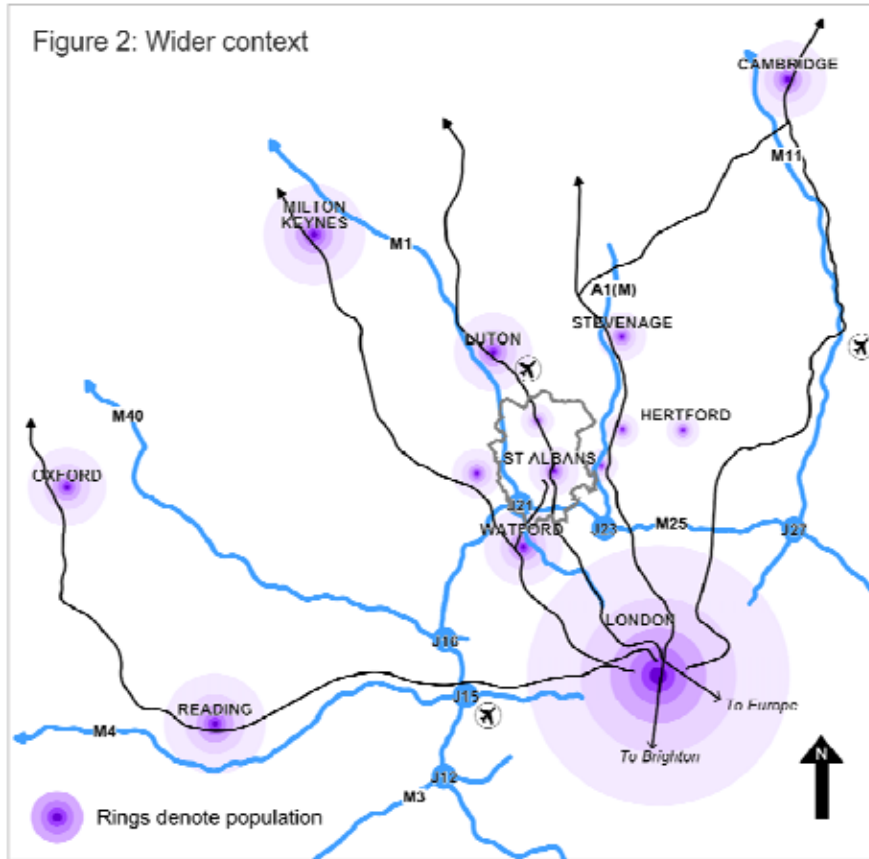 Figure 2: Wider context
CAMBRIDGE
M11
MILTON
KEYNES
M1
A1(M)
STEVENAGE
LUTON
M40
HERTFORD
ST ALBANS
OXFORD
J21
WATFORD
J23
M25
J27
LONDON
J16
READING
J15
To Europe
M4
To Brighton
N
J12
M3
Rings denote population